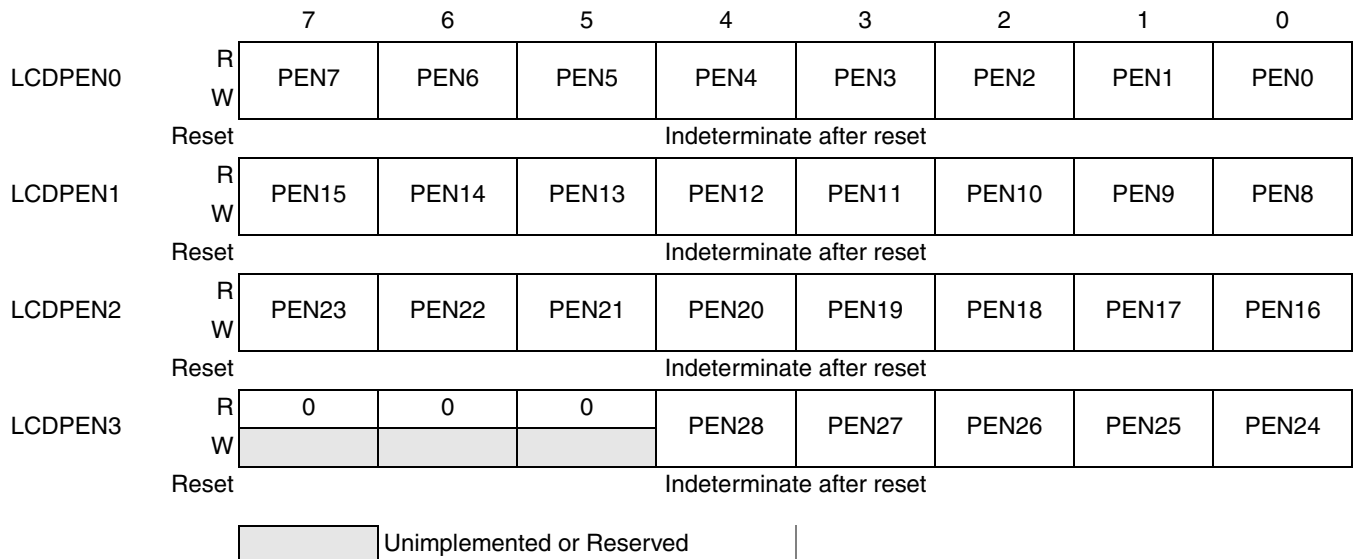 7 6 5 4 3 2 1 0
R
LCDPEN0 PEN7 PEN6 PEN5 PEN4 PEN3 PEN2 PEN1 PEN0
W
Reset Indeterminate after reset
R
LCDPEN1 PEN15 PEN14 PEN13 PEN12 PEN11 PEN10 PEN9 PEN8
W
Reset Indeterminate after reset
R
LCDPEN2 PEN23 PEN22 PEN21 PEN20 PEN19 PEN18 PEN17 PEN16
W
Reset Indeterminate after reset
R 0 0 0
LCDPEN3 PEN28 PEN27 PEN26 PEN25 PEN24
W
Reset Indeterminate after reset
Unimplemented or Reserved